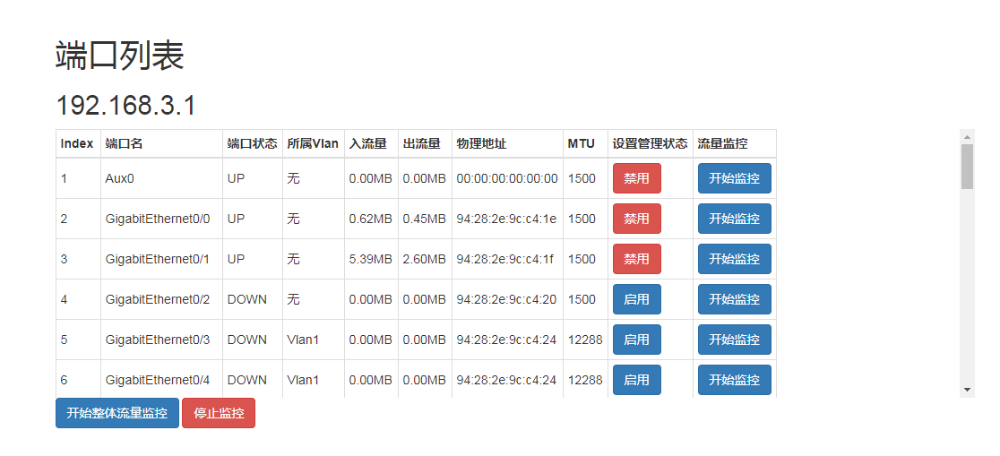 端口列表
192.168.3.1
Index 端口名 端口状态 所属Vlan 入流量 出流量 物理地址 MTU 设置管理状态 流量监控
1 Aux0 UP 无 0.00MB 0.00MB 00:00:00:00:00:00 1500 禁用 开始监控
2 GigabitEthernet0/0 UP 无 0.62MB 0.45MB 94:28:2e:9c:c4:1e 1500 禁用 开始监控
3 GigabitEthernet0/1 UP 无 5.39MB 2.60MB 94:28:2e:9c:c4:1f 1500 禁用 开始监控
4 GigabitEthernet0/2 DOWN 无 0.00MB 0.00MB 94:28:2e:9c:c4:20 1500 启用 开始监控
5 GigabitEthernet0/3 DOWN Vlan1 0.00MB 0.00MB 94:28:2e:9c:c4:24 12288 启用 开始监控
6 GigabitEthernet0/4 DOWN Vlan1 0.00MB 0.00MB 94:28:2e:9c:c4:24 12288 启用 开始监控
开始整体流量监控 停止监控